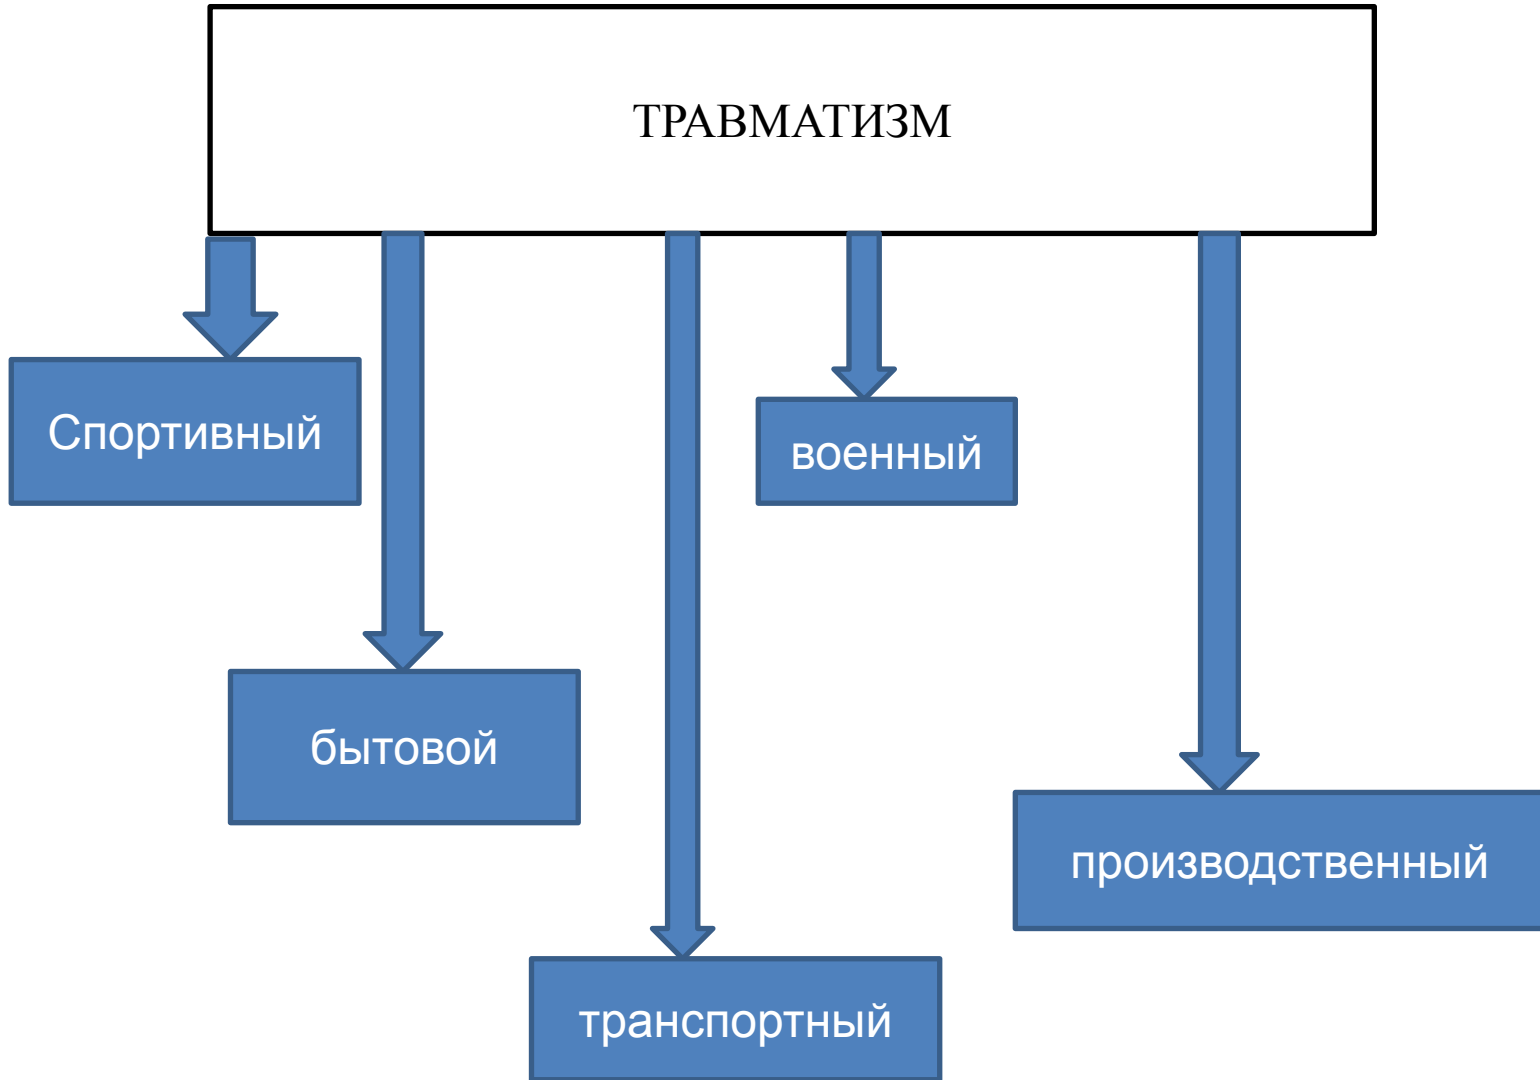 ТРАВМАТИЗМ
Спортивный
военный
бытовой
производственный
транспортный